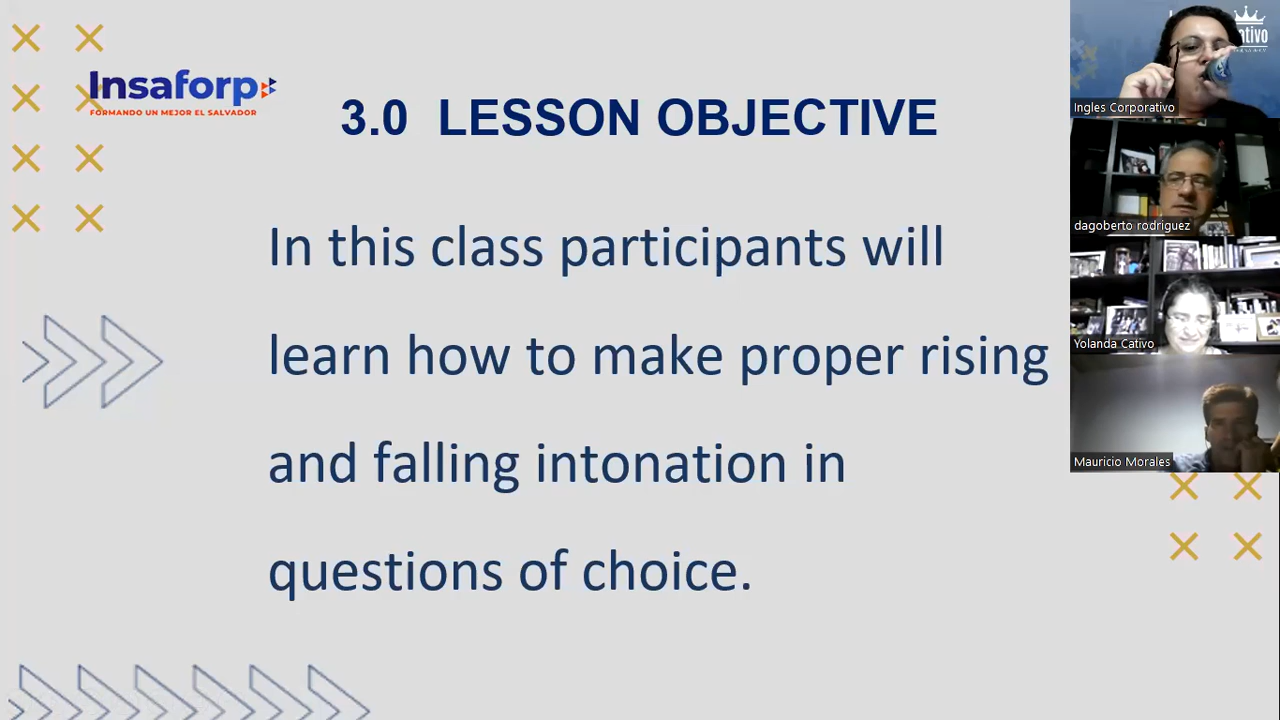 Insaforp
FORMANDO UN MEJOR EL SALVADOR
3.0 LESSON OBJECTIVE
In this class participants will
learn how to make proper rising
and falling intonation in
questions of choice.
Ingles Corporativo
dagoberto rodriguez
Yolanda Cativo
Mauricio Morales